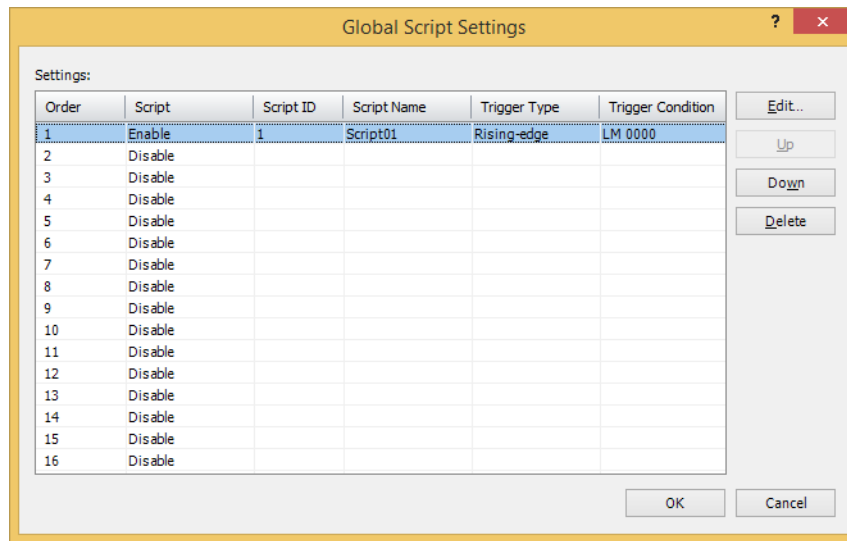 Global Script Settings ? ×
Settings:
Order Script Script ID Script Name Trigger Type Trigger Condition Edit...
1 Enable 1 Script01 Rising-edge LM 0000
Up
2 Disable
3 Disable
Down
4 Disable
5 Disable
Delete
6 Disable
7 Disable
8 Disable
9 Disable
10 Disable
11 Disable
12 Disable
13 Disable
14 Disable
15 Disable
16 Disable
OK Cancel